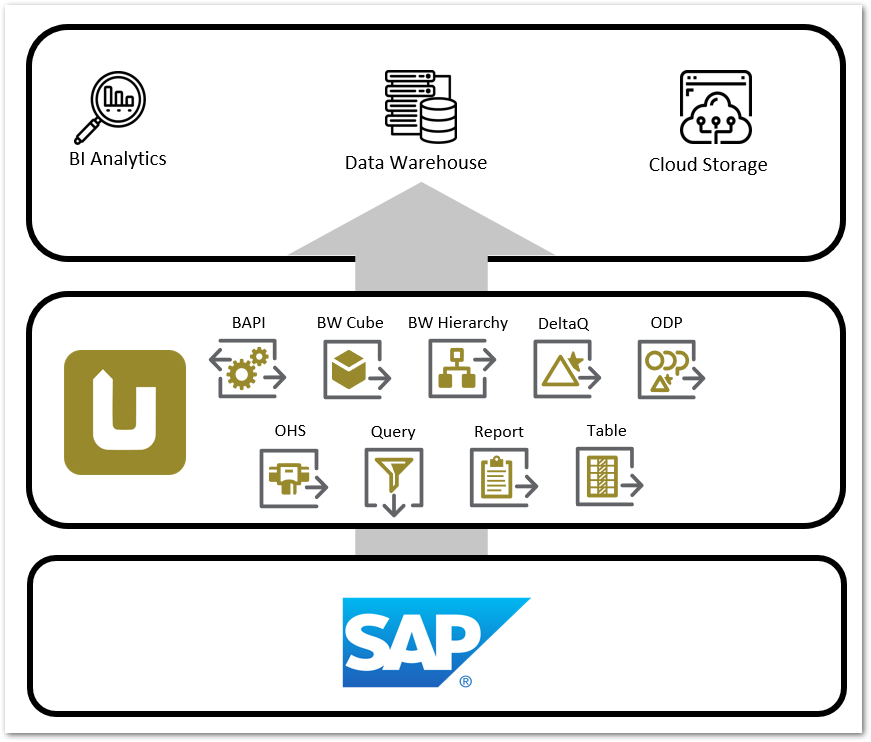 BI Analytics
Data Warehouse
Cloud Storage
BAPI
BW Cube
BW Hierarchy
DeltaQ
ODP
U
OHS
Query
Report
Table
SAP®